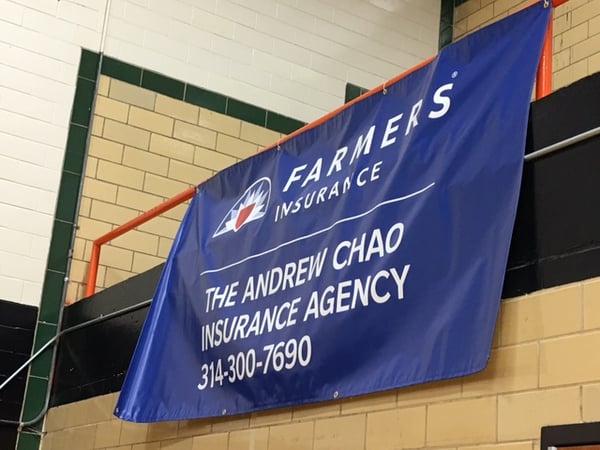 FARMERS®
INSURANCE
THE ANDREW CHAO
INSURANCE AGENCY
314-300-7690